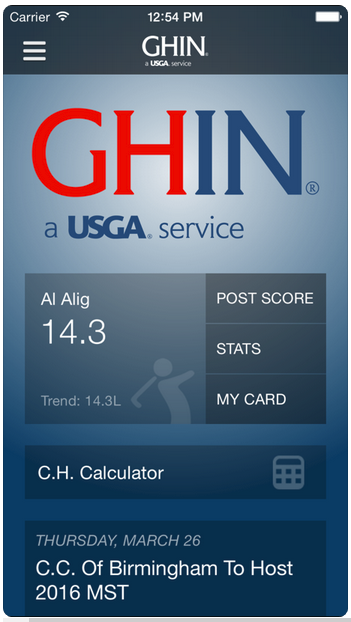 Carrier 12:54 PM
GHIN®
a USGA® service
GHIN®
a USGA® service
Al Alig
14.3
Trend: 14.3L
POST SCORE
STATS
MY CARD
C.H. Calculator
THURSDAY, MARCH 26
C.C. Of Birmingham To Host
2016 MST